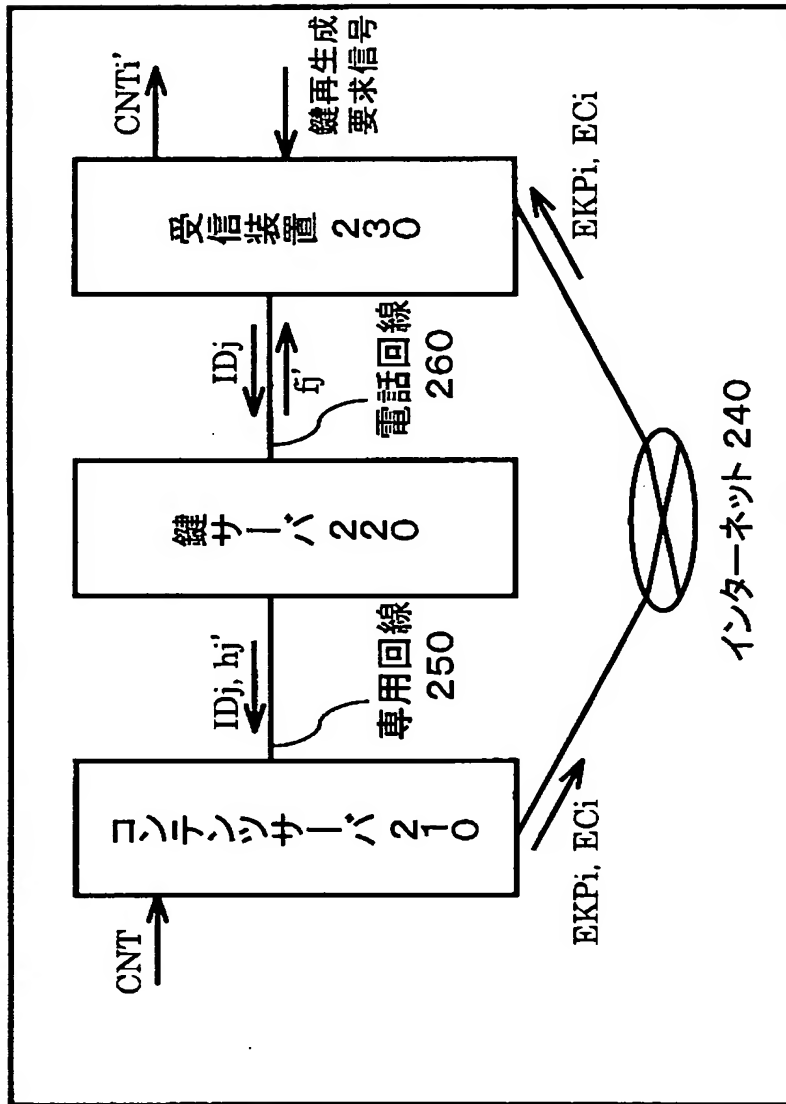 CNT
コンテンツサーバ
210
IDj, hj'
専用回線
250
鍵サーバ
220
IDj
fj'
電話回線
260
受信装置
230
CNTi'
鍵再生成
要求信号
EKPi, ECi
インターネット 240
EKPi, ECi